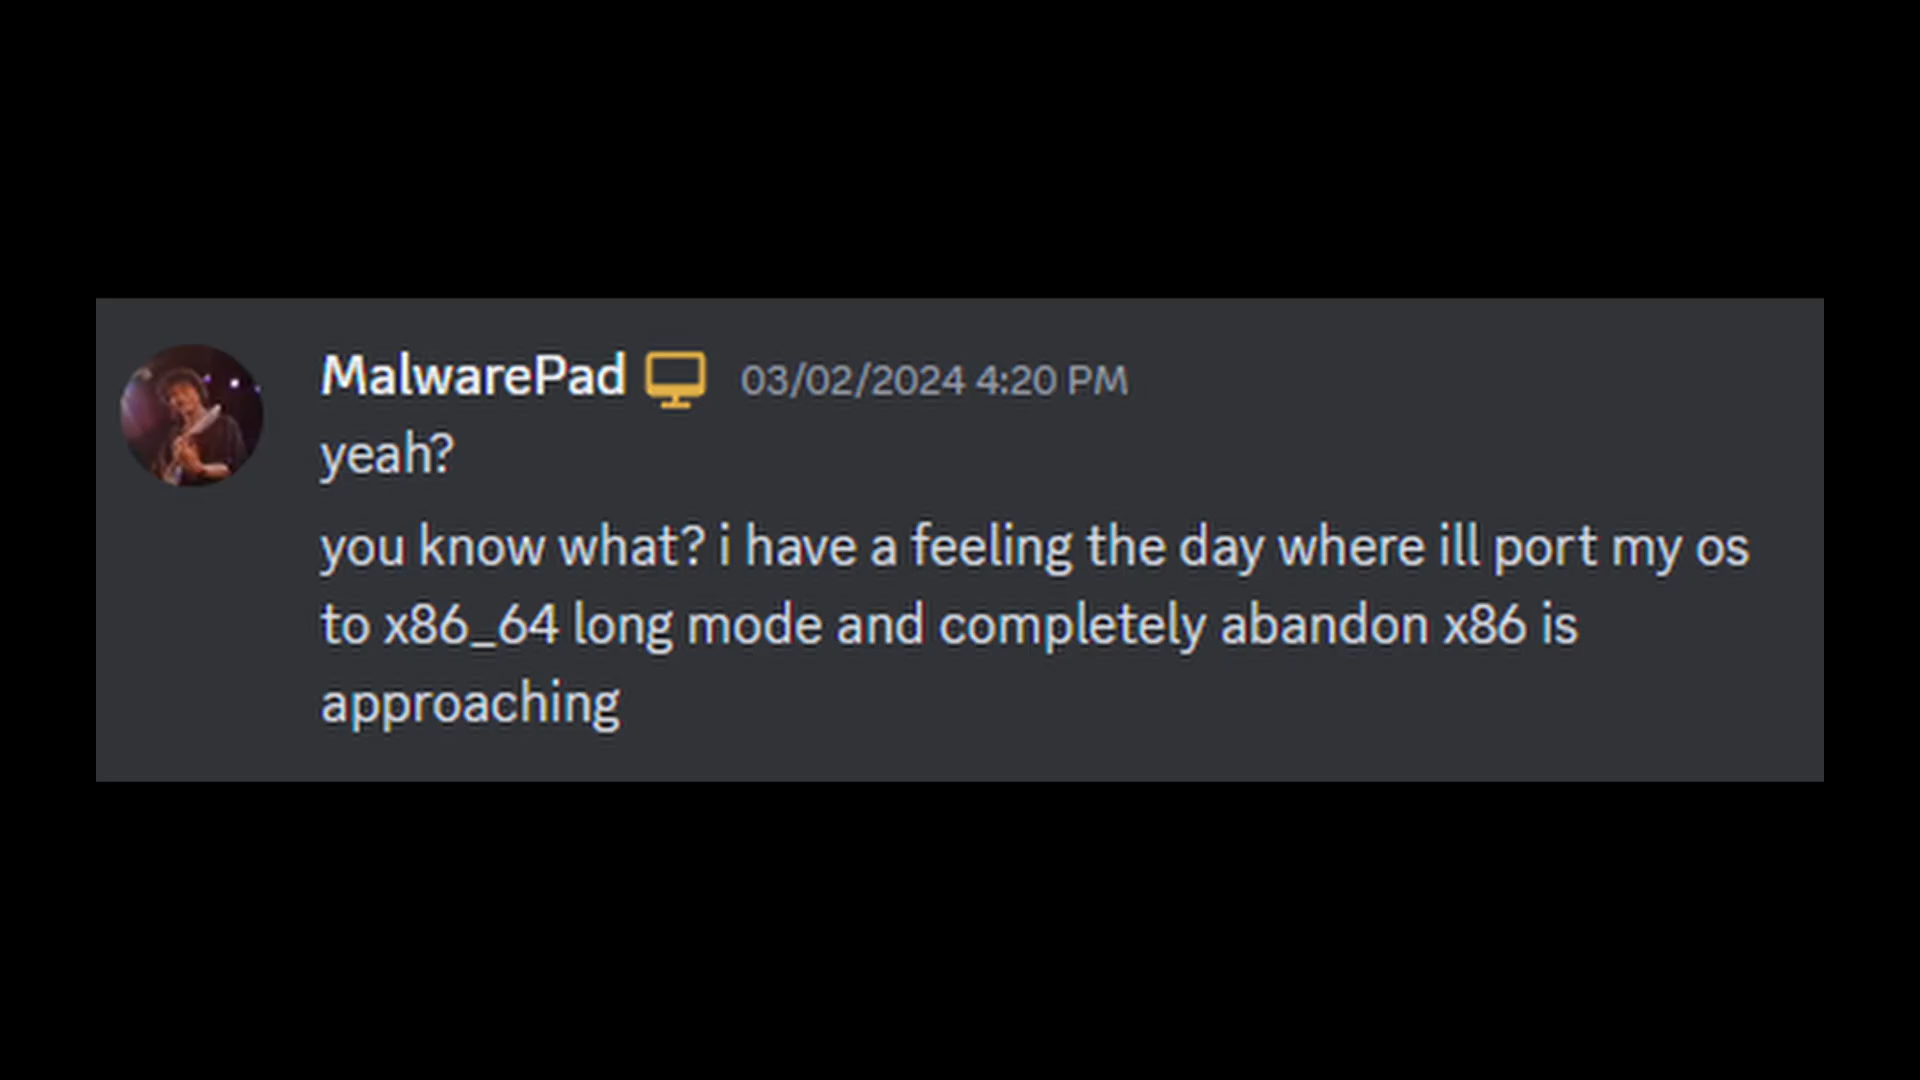 MalwarePad 03/02/2024 4:20 PM
yeah?
you know what? i have a feeling the day where ill port my os
to x86_64 long mode and completely abandon x86 is
approaching